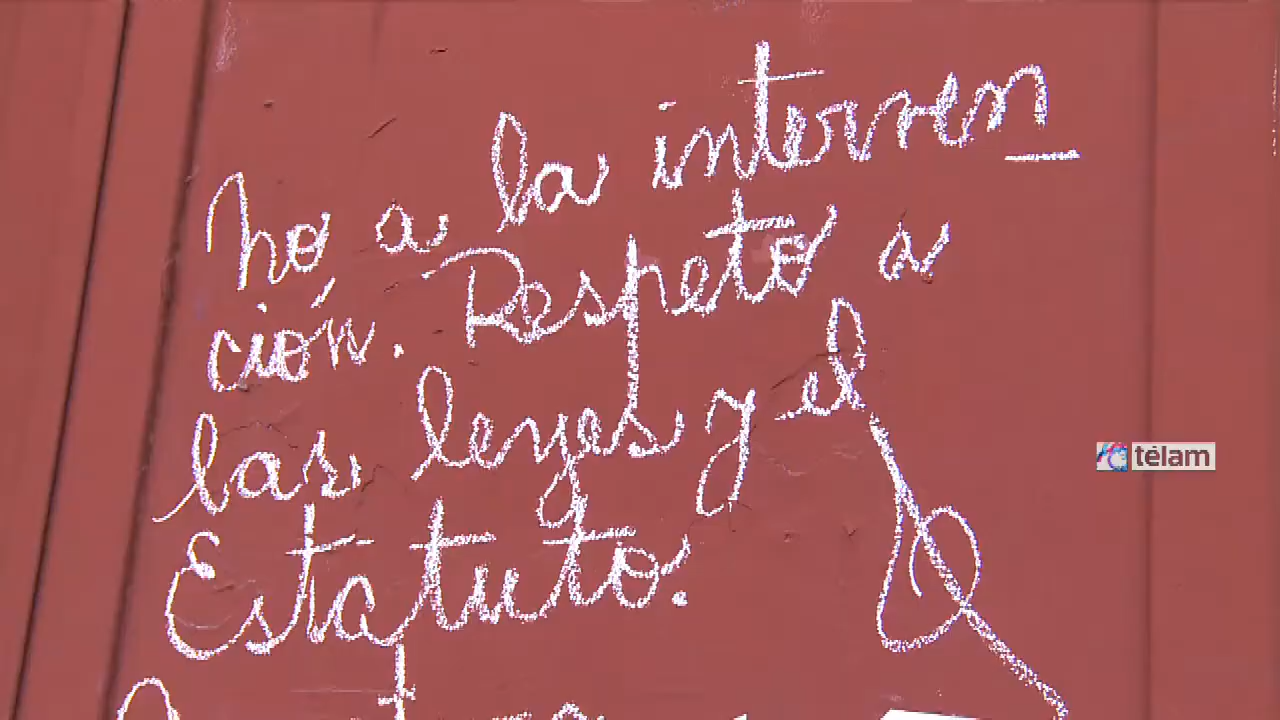 no a la interven
ción. Respeto a
las leyes y el
Estatuto.
télam